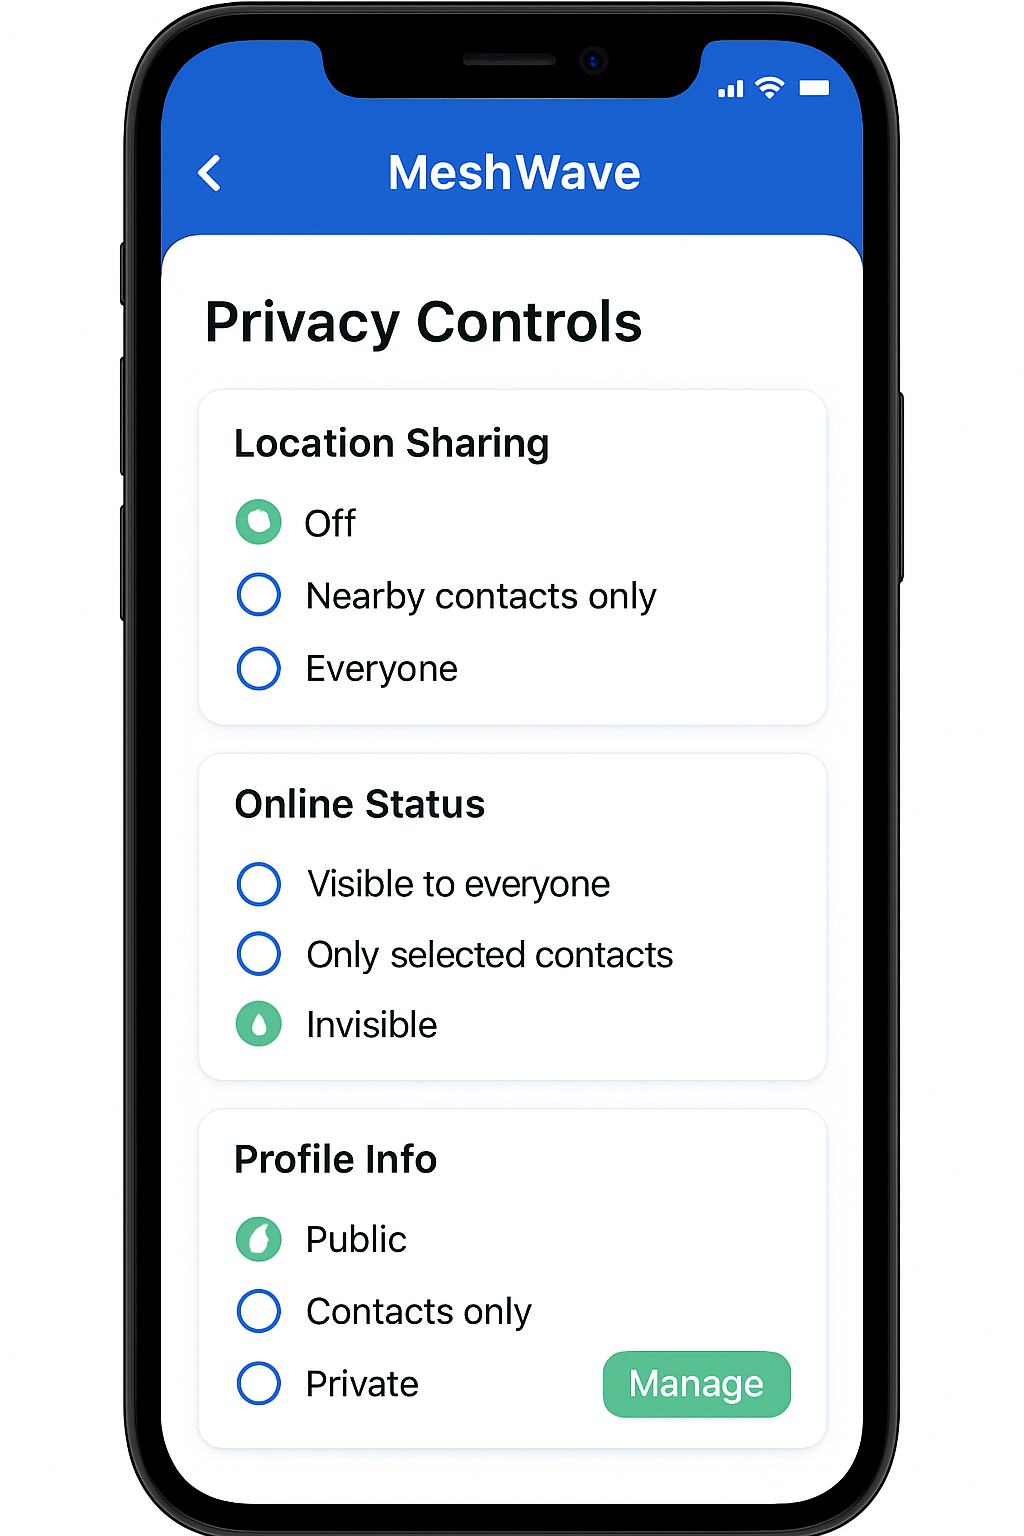 MeshWave
Privacy Controls
Location Sharing
Off
Nearby contacts only
Everyone
Online Status
Visible to everyone
Only selected contacts
Invisible
Profile Info
Public
Contacts only
Private
Manage